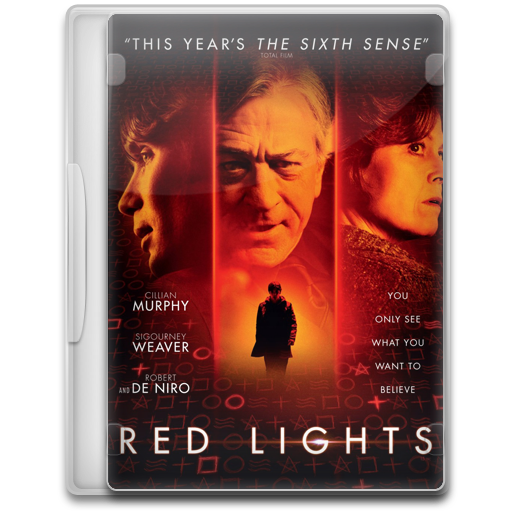 "THIS YEAR'S THE SIXTH SENSE"
TOTAL FILM
CILLIAN
MURPHY
SIGOURNEY
WEAVER
ROBERT
AND DE NIRO
YOU
ONLY SEE
WHAT YOU
WANT TO
BELIEVE
RED LIGHTS